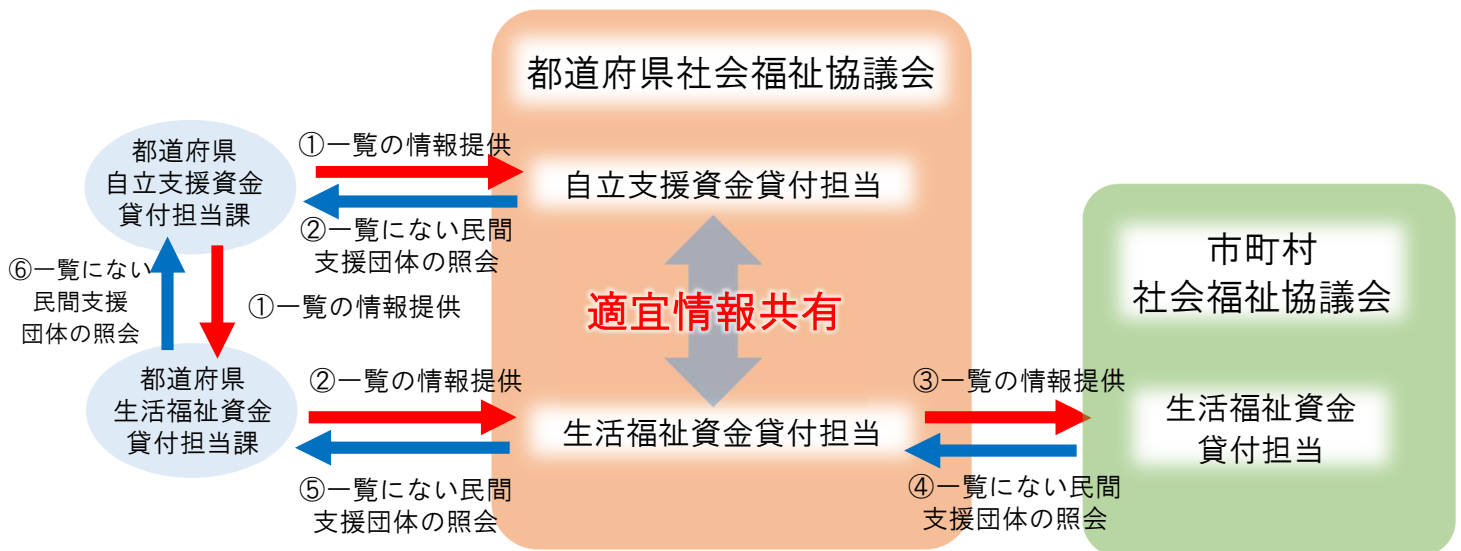 都道府県社会福祉協議会
都道府県
自立支援資金
貸付担当課
①一覧の情報提供
自立支援資金貸付担当
②一覧にない民間
支援団体の照会
⑥一覧にない
民間支援
団体の照会
①一覧の情報提供
適宜情報共有
市町村
社会福祉協議会
都道府県
生活福祉資金
貸付担当課
②一覧の情報提供
生活福祉資金貸付担当
⑤一覧にない民間
支援団体の照会
③一覧の情報提供
生活福祉資金
貸付担当
④一覧にない民間
支援団体の照会